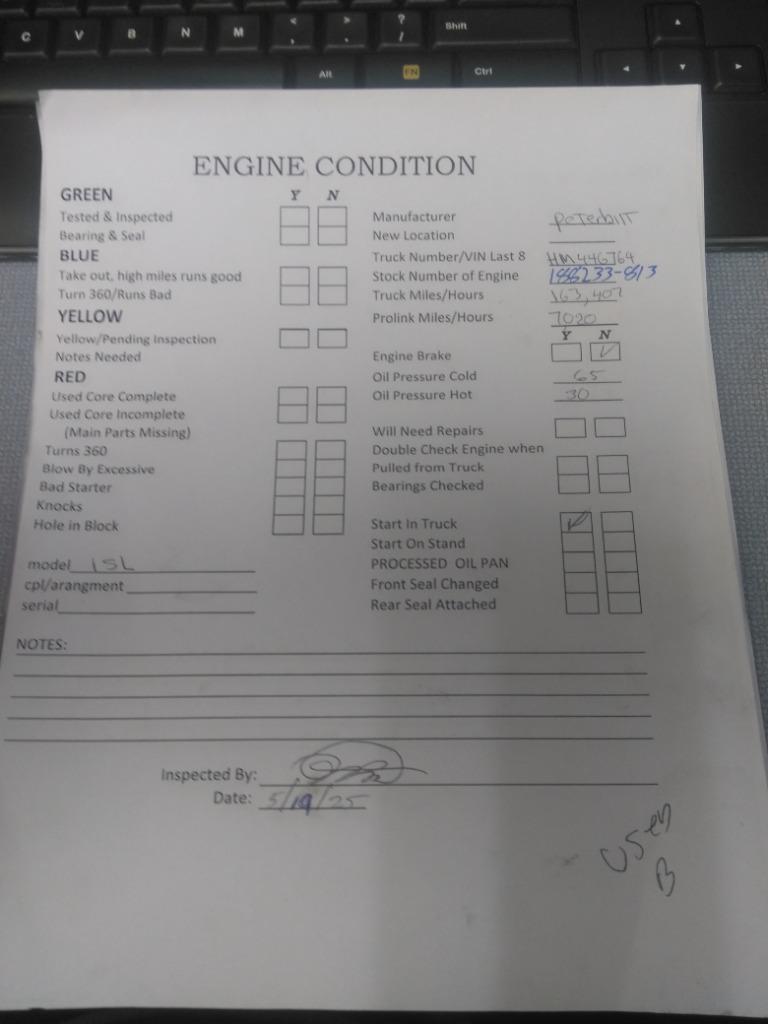 C V B N M < , > . ? / Shift
Alt FN Ctrl
ENGINE CONDITION
GREEN Y N
Tested & Inspected
Bearing & Seal
BLUE
Take out, high miles runs good
Turn 360/Runs Bad
YELLOW
Yellow/Pending Inspection
Notes Needed
RED
Used Core Complete
Used Core Incomplete
(Main Parts Missing)
Turns 360
Blow By Excessive
Bad Starter
Knocks
Hole in Block
model ISL
cpl/arangment
serial
Manufacturer PeTerbilT
New Location
Truck Number/VIN Last 8 HM446764
Stock Number of Engine 188233-813
Truck Miles/Hours 163,407
Prolink Miles/Hours 7020
Y N
Engine Brake
Oil Pressure Cold 65
Oil Pressure Hot 30
Will Need Repairs
Double Check Engine when
Pulled from Truck
Bearings Checked
Start In Truck
Start On Stand
PROCESSED OIL PAN
Front Seal Changed
Rear Seal Attached
NOTES:
Inspected By:
Date: 5/19/25
B